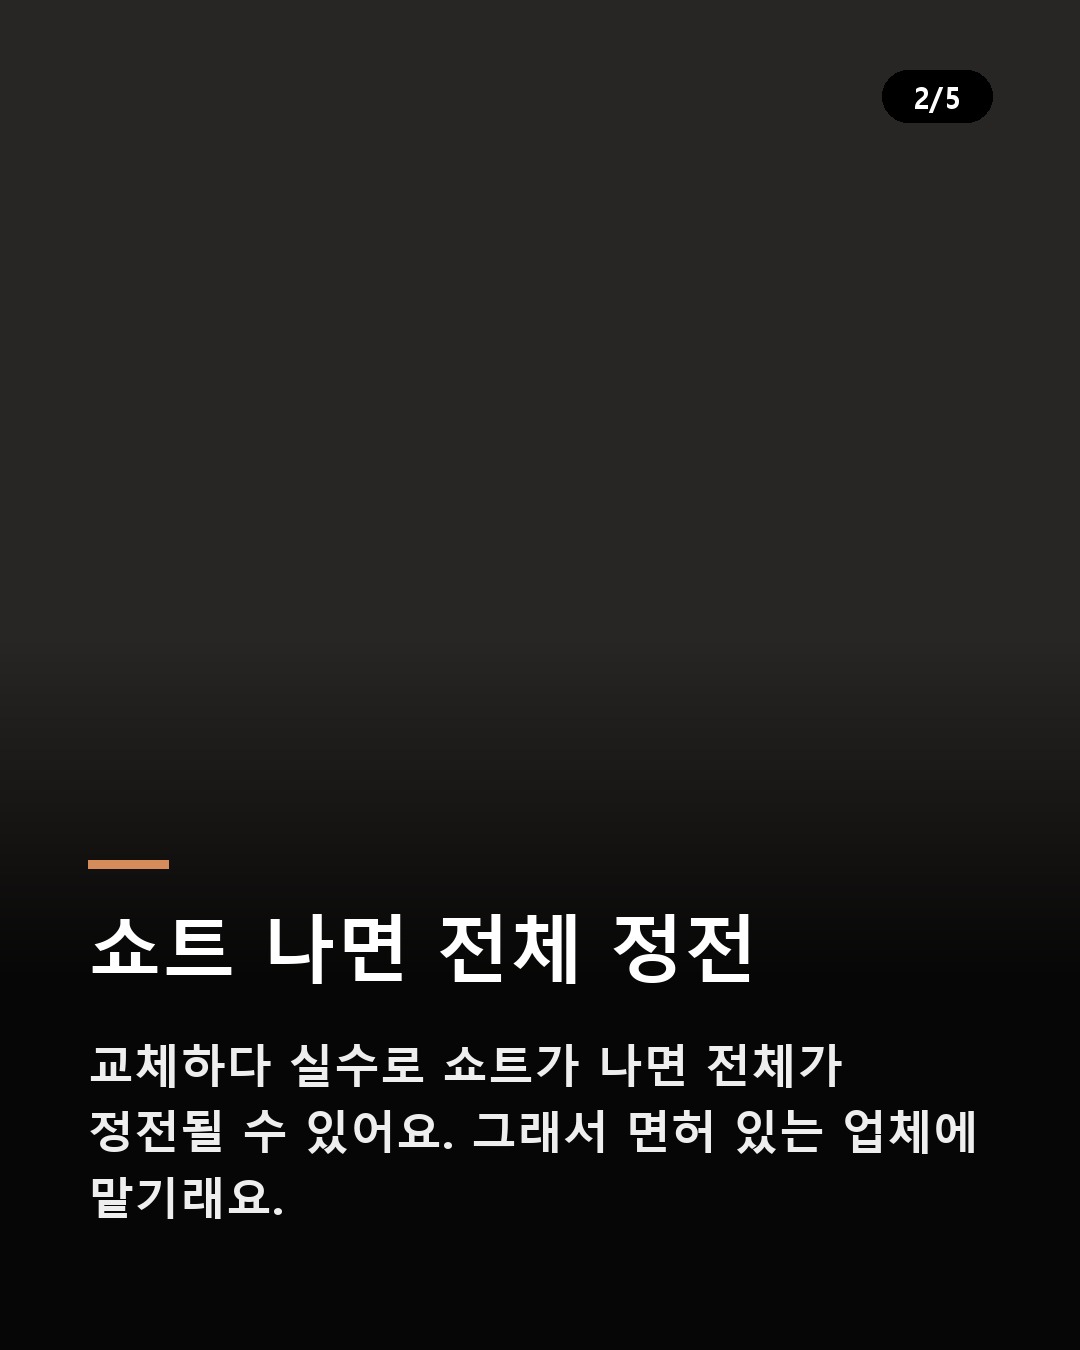 2/5
쇼트 나면 전체 정전
교체하다 실수로 쇼트가 나면 전체가
정전될 수 있어요. 그래서 면허 있는 업체에
맡기래요.